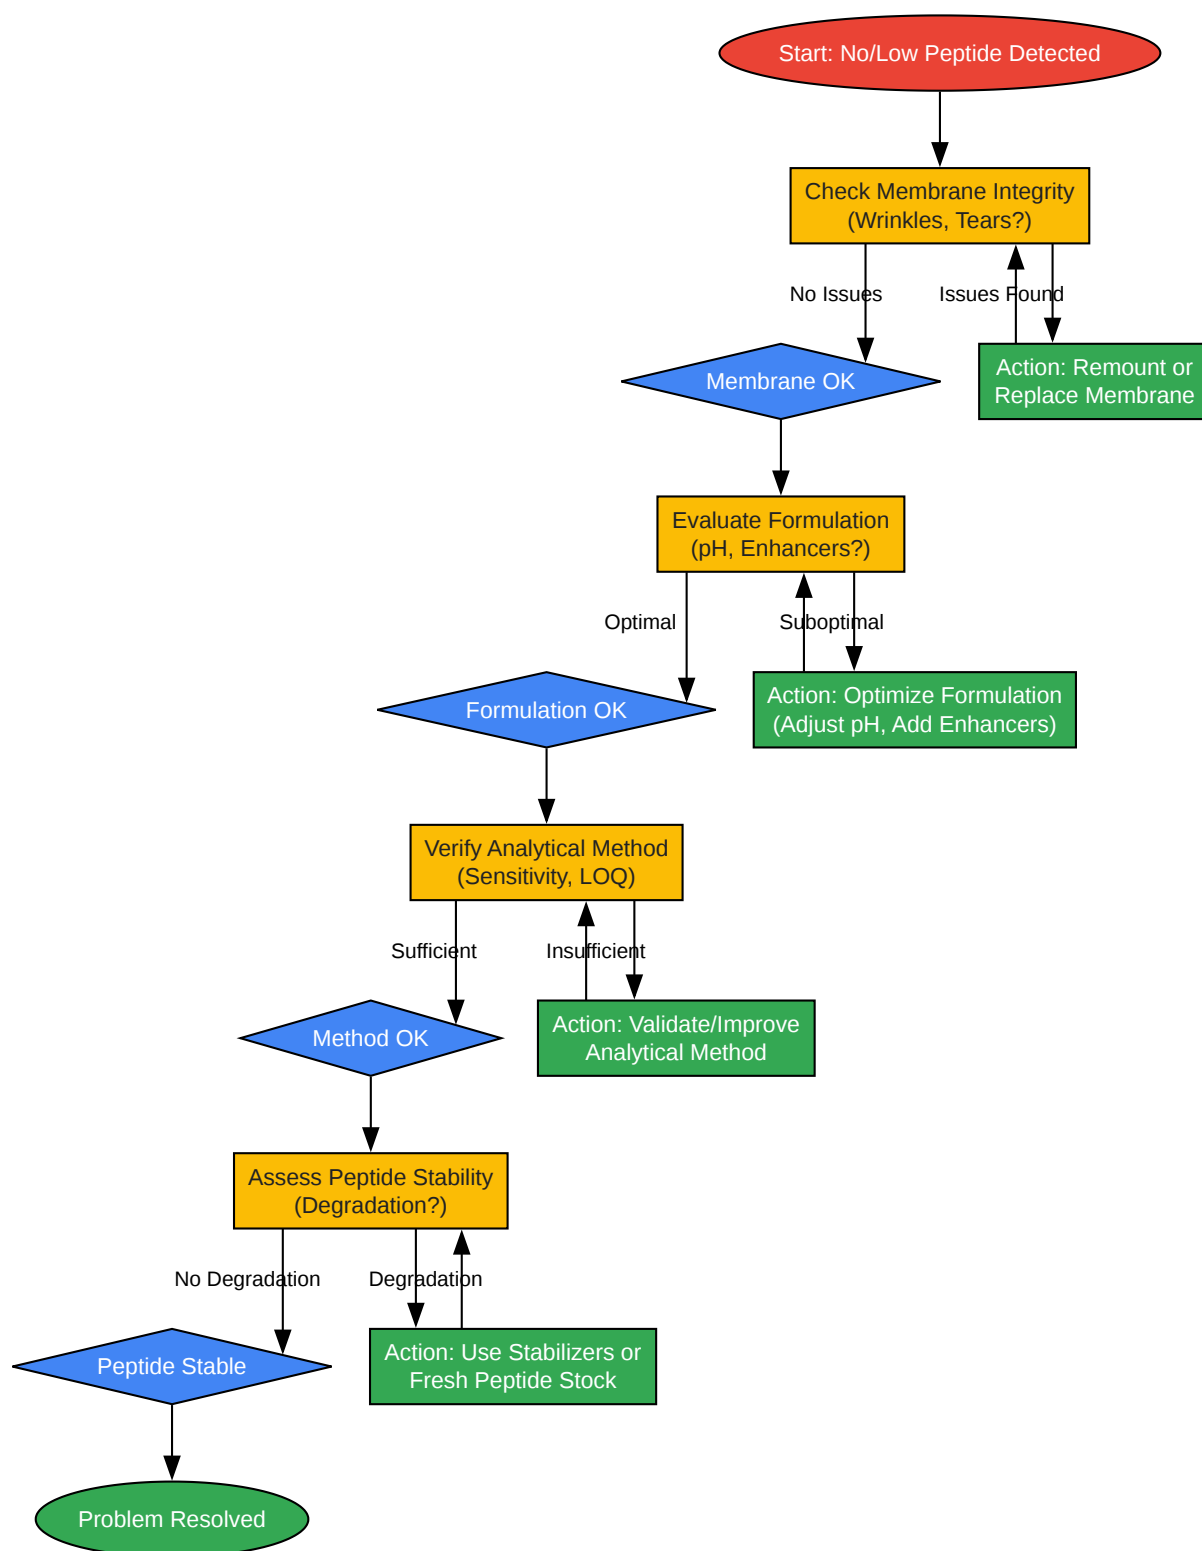 Start: No/Low Peptide Detected
Check Membrane Integrity
(Wrinkles, Tears?)
No Issues
Issues Found
Membrane OK
Action: Remount or
Replace Membrane
Evaluate Formulation
(pH, Enhancers?)
Optimal
Suboptimal
Formulation OK
Action: Optimize Formulation
(Adjust pH, Add Enhancers)
Verify Analytical Method
(Sensitivity, LOQ)
Sufficient
Insufficient
Method OK
Action: Validate/Improve
Analytical Method
Assess Peptide Stability
(Degradation?)
No Degradation
Degradation
Peptide Stable
Action: Use Stabilizers or
Fresh Peptide Stock
Problem Resolved